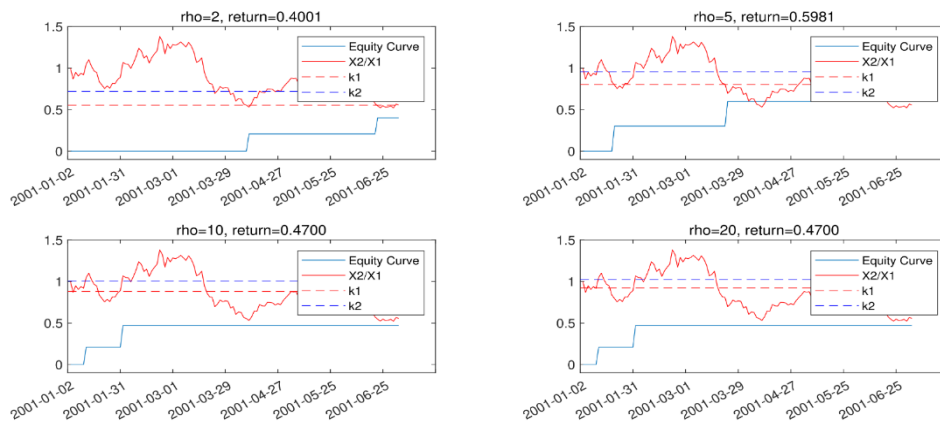 rho=2, return=0.4001
1.5
1
0.5
0
Equity Curve
X2/X1
k1
k2
2001-01-02
2001-01-31
2001-03-01
2001-03-29
2001-04-27
2001-05-25
2001-06-25
rho=5, return=0.5981
1.5
1
0.5
0
Equity Curve
X2/X1
k1
k2
2001-01-02
2001-01-31
2001-03-01
2001-03-29
2001-04-27
2001-05-25
2001-06-25
rho=10, return=0.4700
1.5
1
0.5
0
Equity Curve
X2/X1
k1
k2
2001-01-02
2001-01-31
2001-03-01
2001-03-29
2001-04-27
2001-05-25
2001-06-25
rho=20, return=0.4700
1.5
1
0.5
0
Equity Curve
X2/X1
k1
k2
2001-01-02
2001-01-31
2001-03-01
2001-03-29
2001-04-27
2001-05-25
2001-06-25